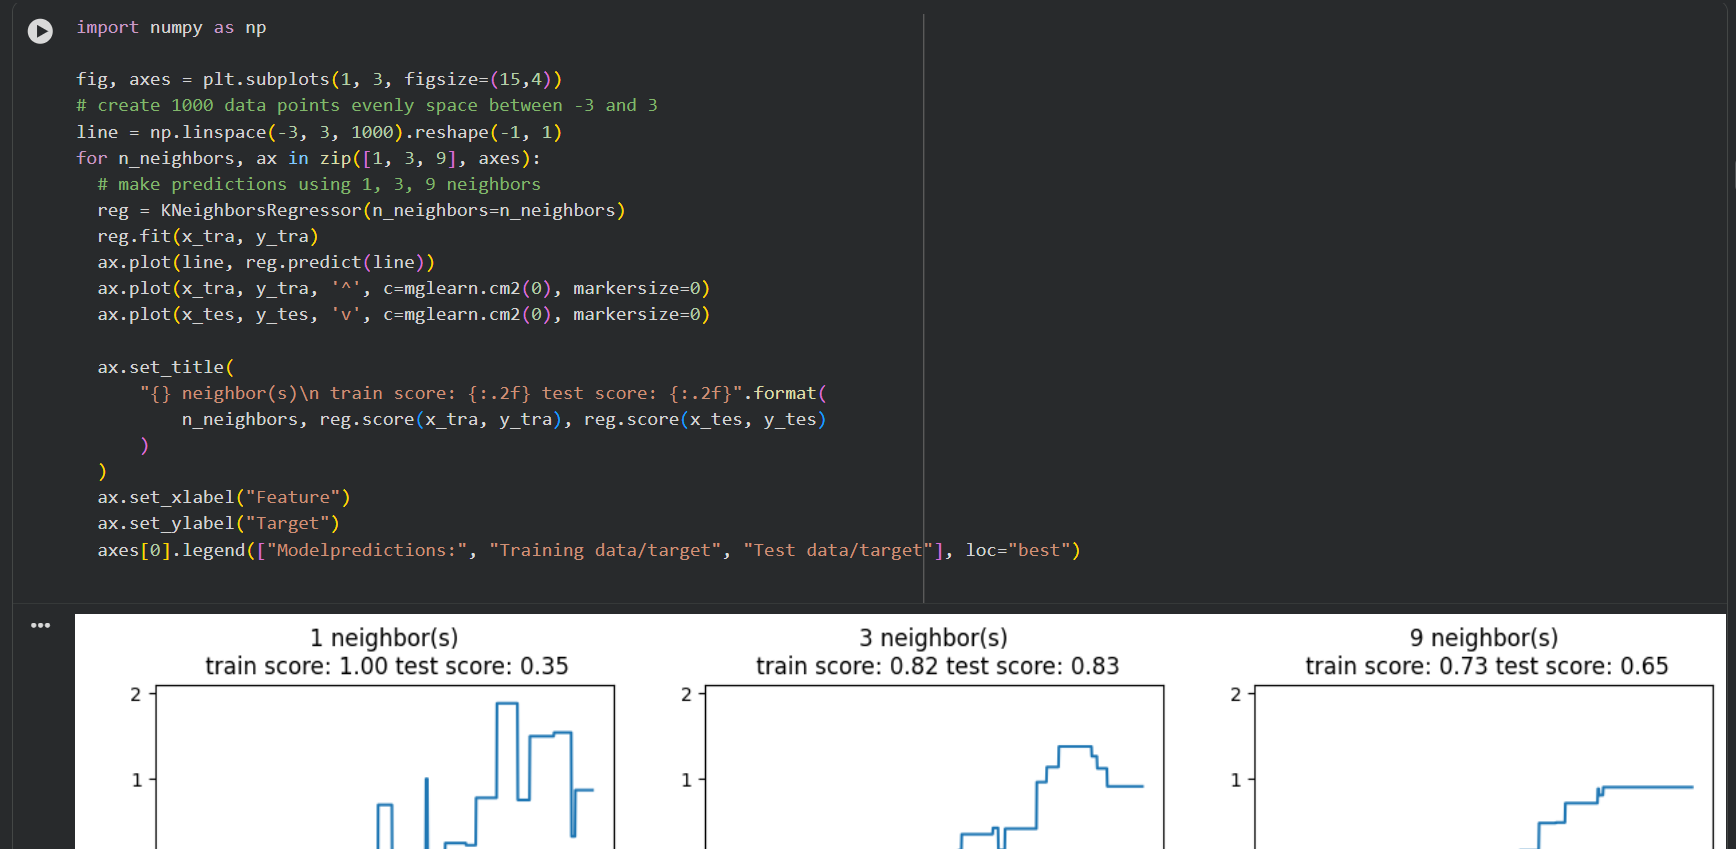 import numpy as np
fig, axes = plt.subplots(1, 3, figsize=(15,4))
# create 1000 data points evenly space between -3 and 3
line = np.linspace(-3, 3, 1000).reshape(-1, 1)
for n_neighbors, ax in zip([1, 3, 9], axes):
  # make predictions using 1, 3, 9 neighbors
  reg = KNeighborsRegressor(n_neighbors=n_neighbors)
  reg.fit(x_tra, y_tra)
  ax.plot(line, reg.predict(line))
  ax.plot(x_tra, y_tra, '^', c=mglearn.cm2(0), markersize=0)
  ax.plot(x_tes, y_tes, 'v', c=mglearn.cm2(0), markersize=0)
  ax.set_title(
      "{} neighbor(s)\n train score: {:.2f} test score: {:.2f}".format(
          n_neighbors, reg.score(x_tra, y_tra), reg.score(x_tes, y_tes)
      )
  )
  ax.set_xlabel("Feature")
  ax.set_ylabel("Target")
  axes[0].legend(["Modelpredictions:", "Training data/target", "Test data/target"], loc="best")
1 neighbor(s)
train score: 1.00 test score: 0.35
2
1
3 neighbor(s)
train score: 0.82 test score: 0.83
2
1
9 neighbor(s)
train score: 0.73 test score: 0.65
2
1